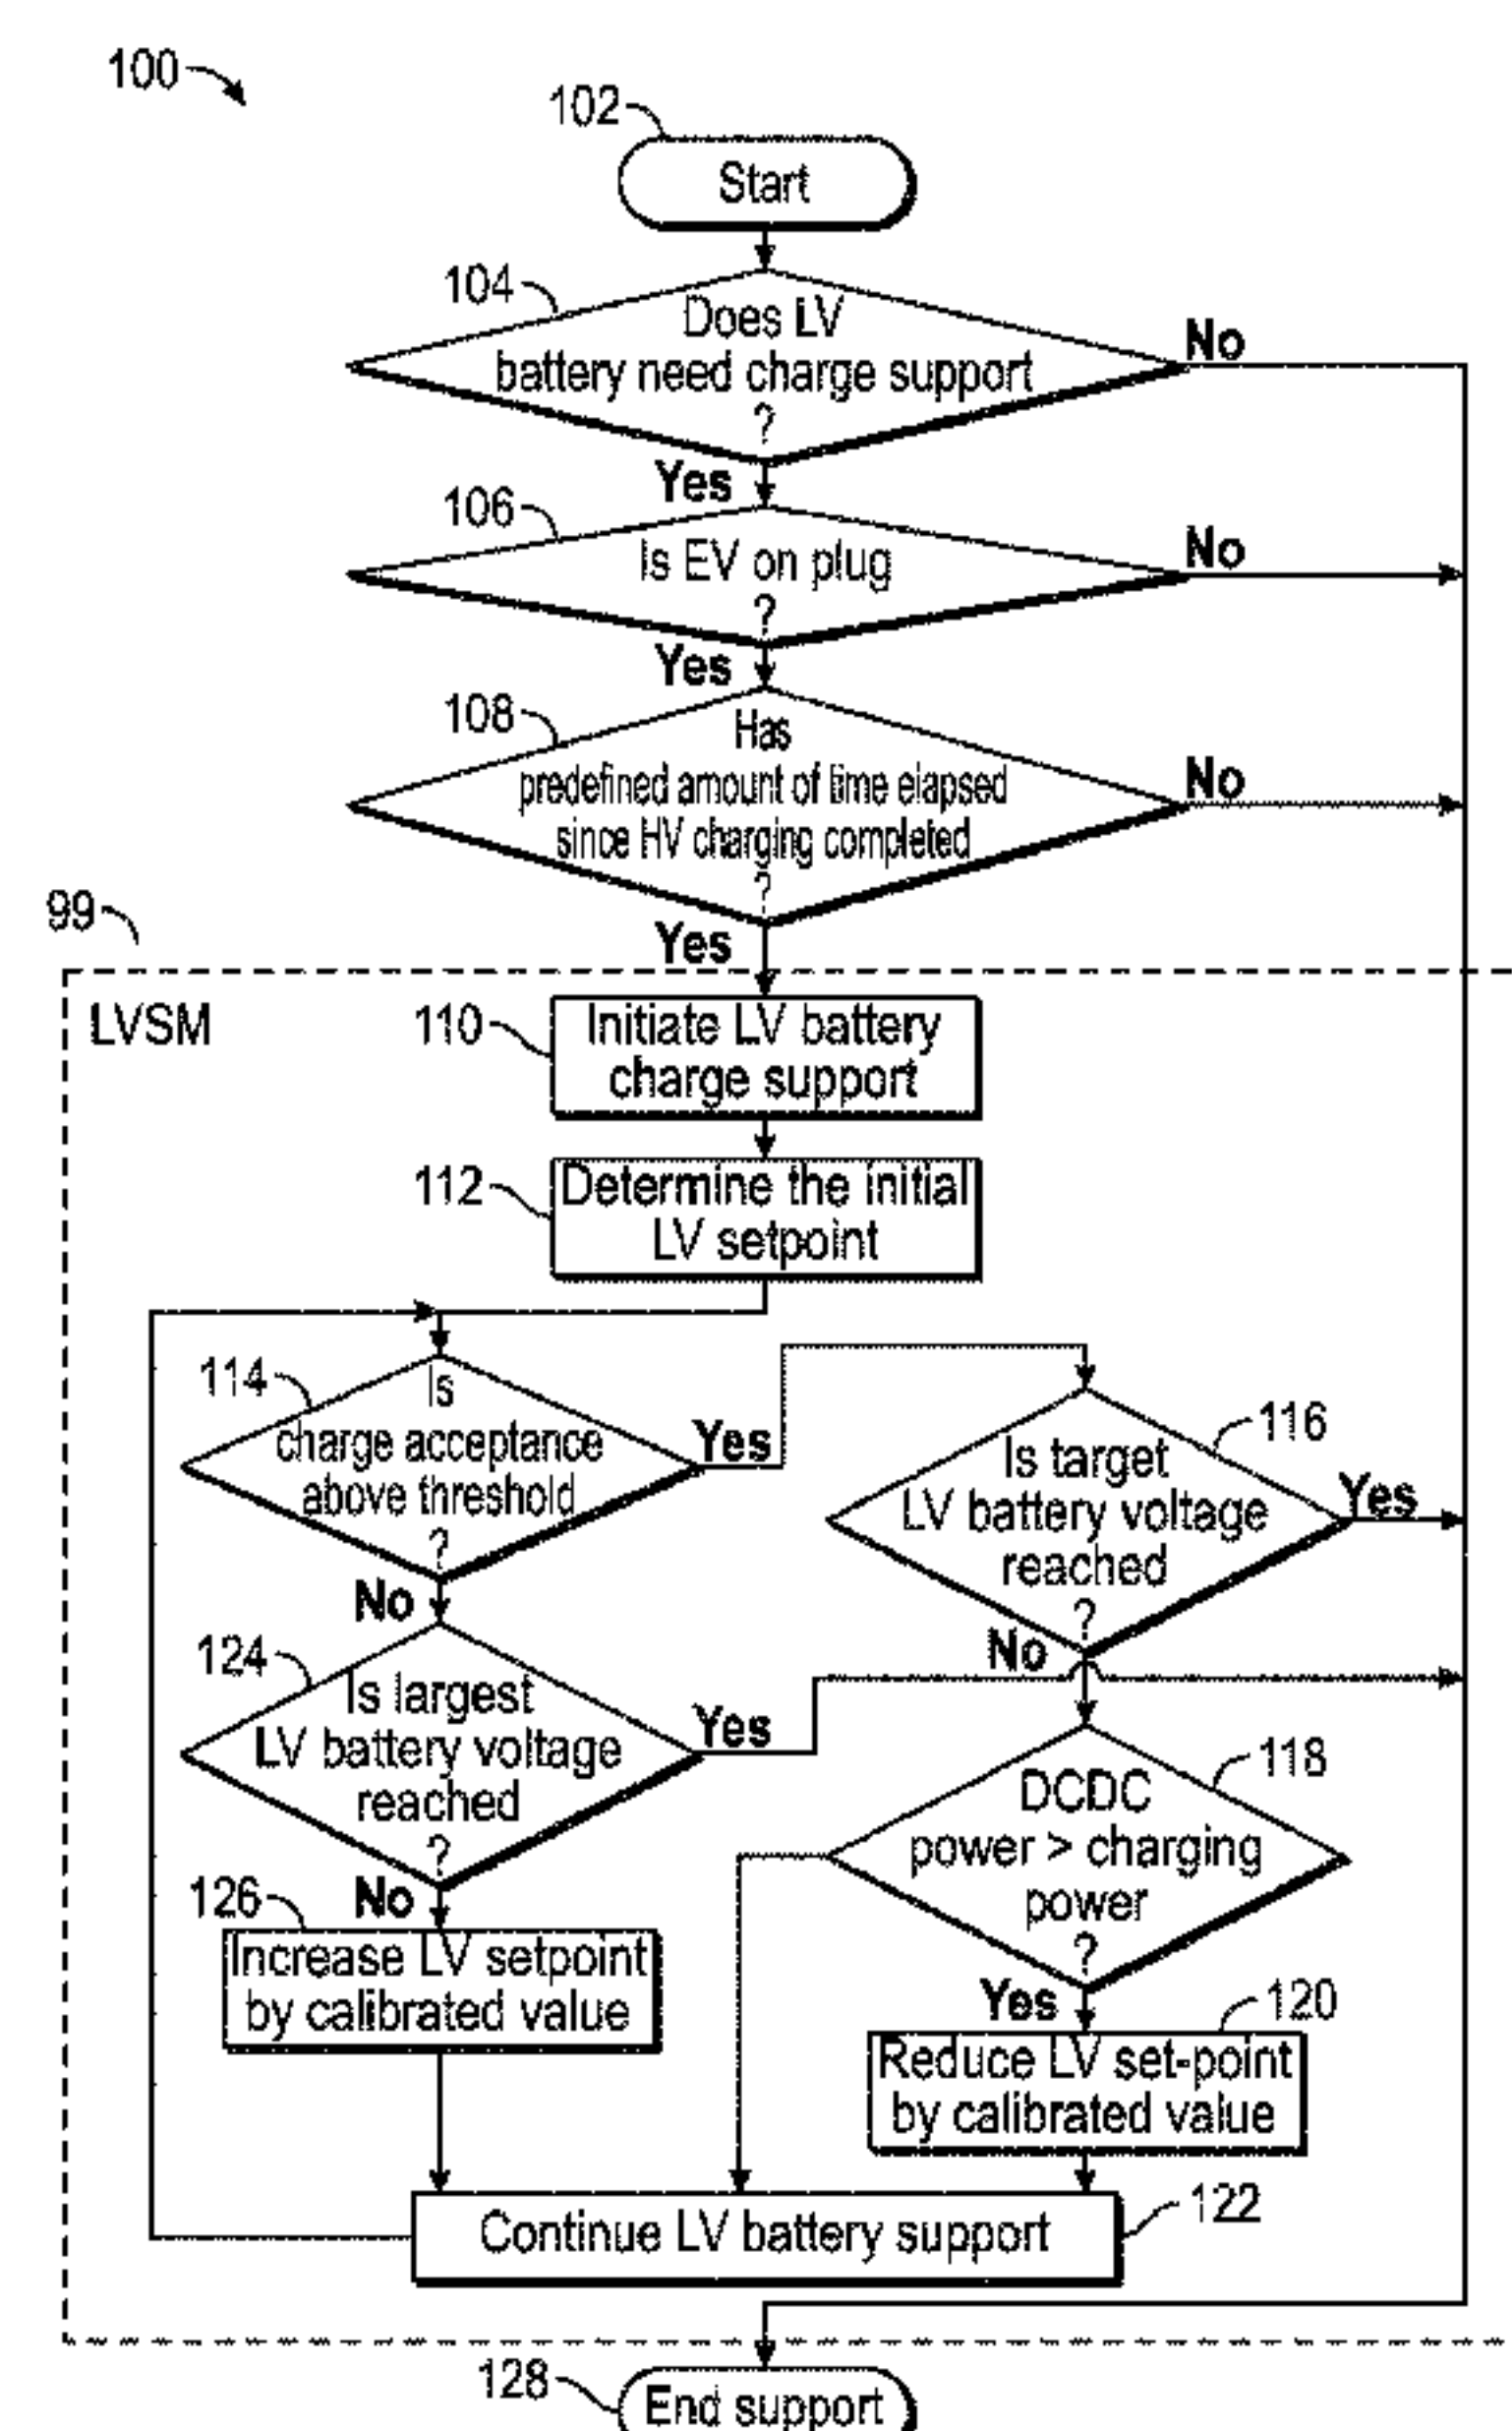 100
102
Start
104
Does LV
battery need charge support
?
No
Yes
106
Is EV on plug
?
No
Yes
108
Has
predefined amount of time elapsed
since HV charging completed
?
No
Yes
99
LVSM
110
Initiate LV battery
charge support
112
Determine the initial
LV setpoint
114
Is
charge acceptance
above threshold
?
Yes
No
116
Is target
LV battery voltage
reached
?
Yes
No
124
Is largest
LV battery voltage
reached
?
Yes
No
118
DCDC
power > charging
power
?
Yes
126
Increase LV setpoint
by calibrated value
120
Reduce LV set-point
by calibrated value
122
Continue LV battery support
128
End support